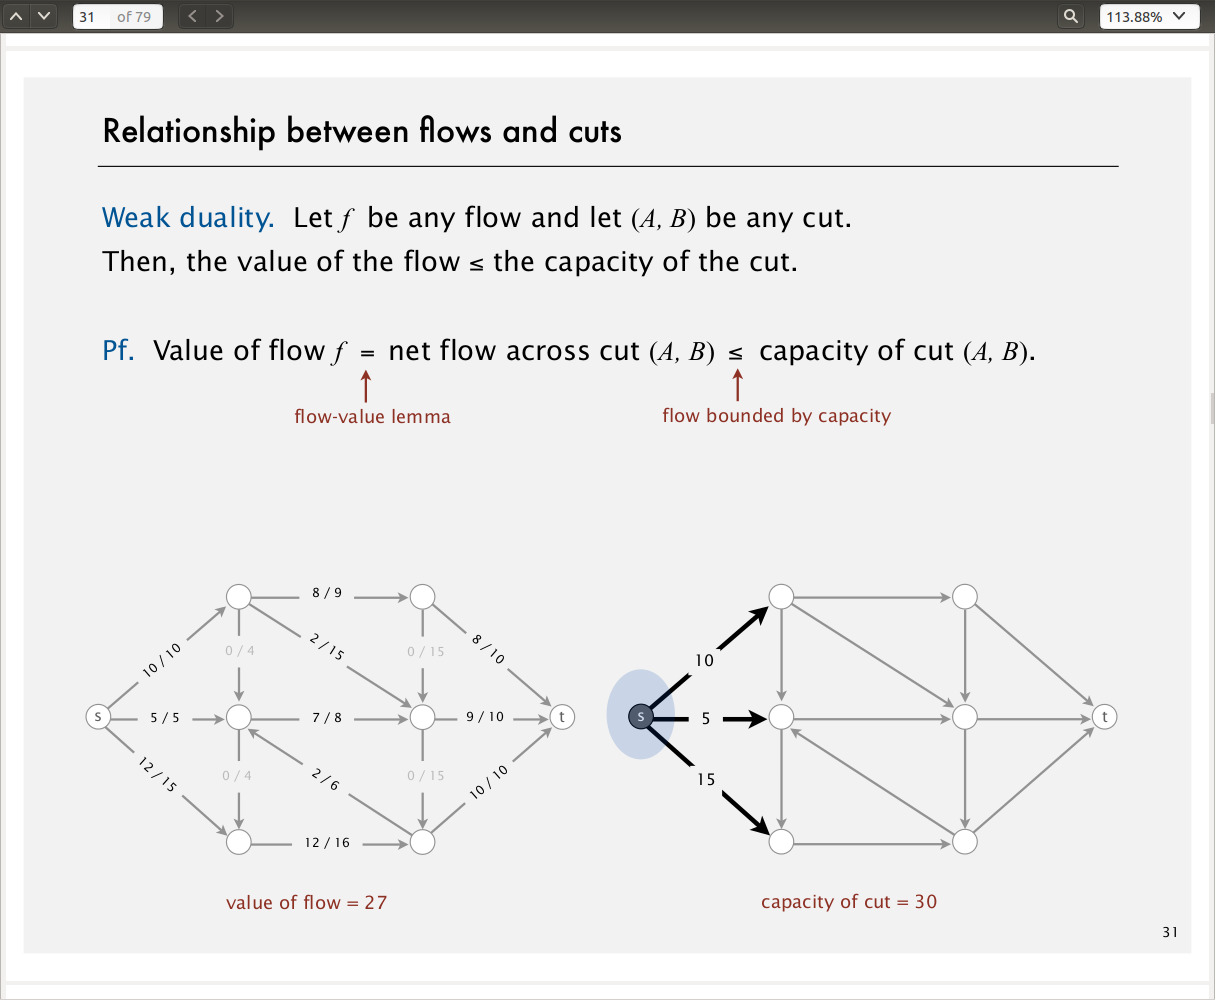 31 of 79
113.88%
Relationship between flows and cuts
Weak duality. Let f be any flow and let (A, B) be any cut.
Then, the value of the flow ≤ the capacity of the cut.
Pf. Value of flow f = net flow across cut (A, B) ≤ capacity of cut (A, B).
flow-value lemma
flow bounded by capacity
8 / 9
10 / 10
0 / 4
2 / 15
0 / 15
8 / 10
s
5 / 5
7 / 8
9 / 10
t
12 / 15
0 / 4
2 / 6
0 / 15
10 / 10
12 / 16
value of flow = 27
10
s
5
t
15
capacity of cut = 30
31